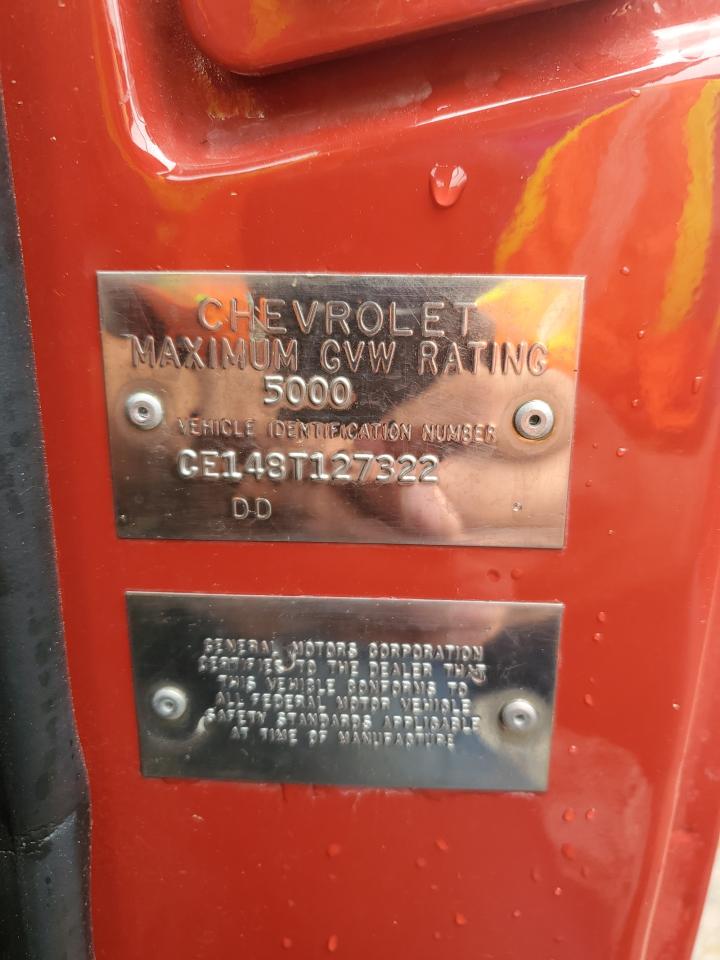 CHEVROLET
MAXIMUM GVW RATING
5000
VEHICLE IDENTIFICATION NUMBER
CE148T127322
D-D
GENERAL MOTORS CORPORATION
CERTIFIES TO THE DEALER THAT
THIS VEHICLE CONFORMS TO
ALL FEDERAL MOTOR VEHICLE
SAFETY STANDARDS APPLICABLE
AT TIME OF MANUFACTURE